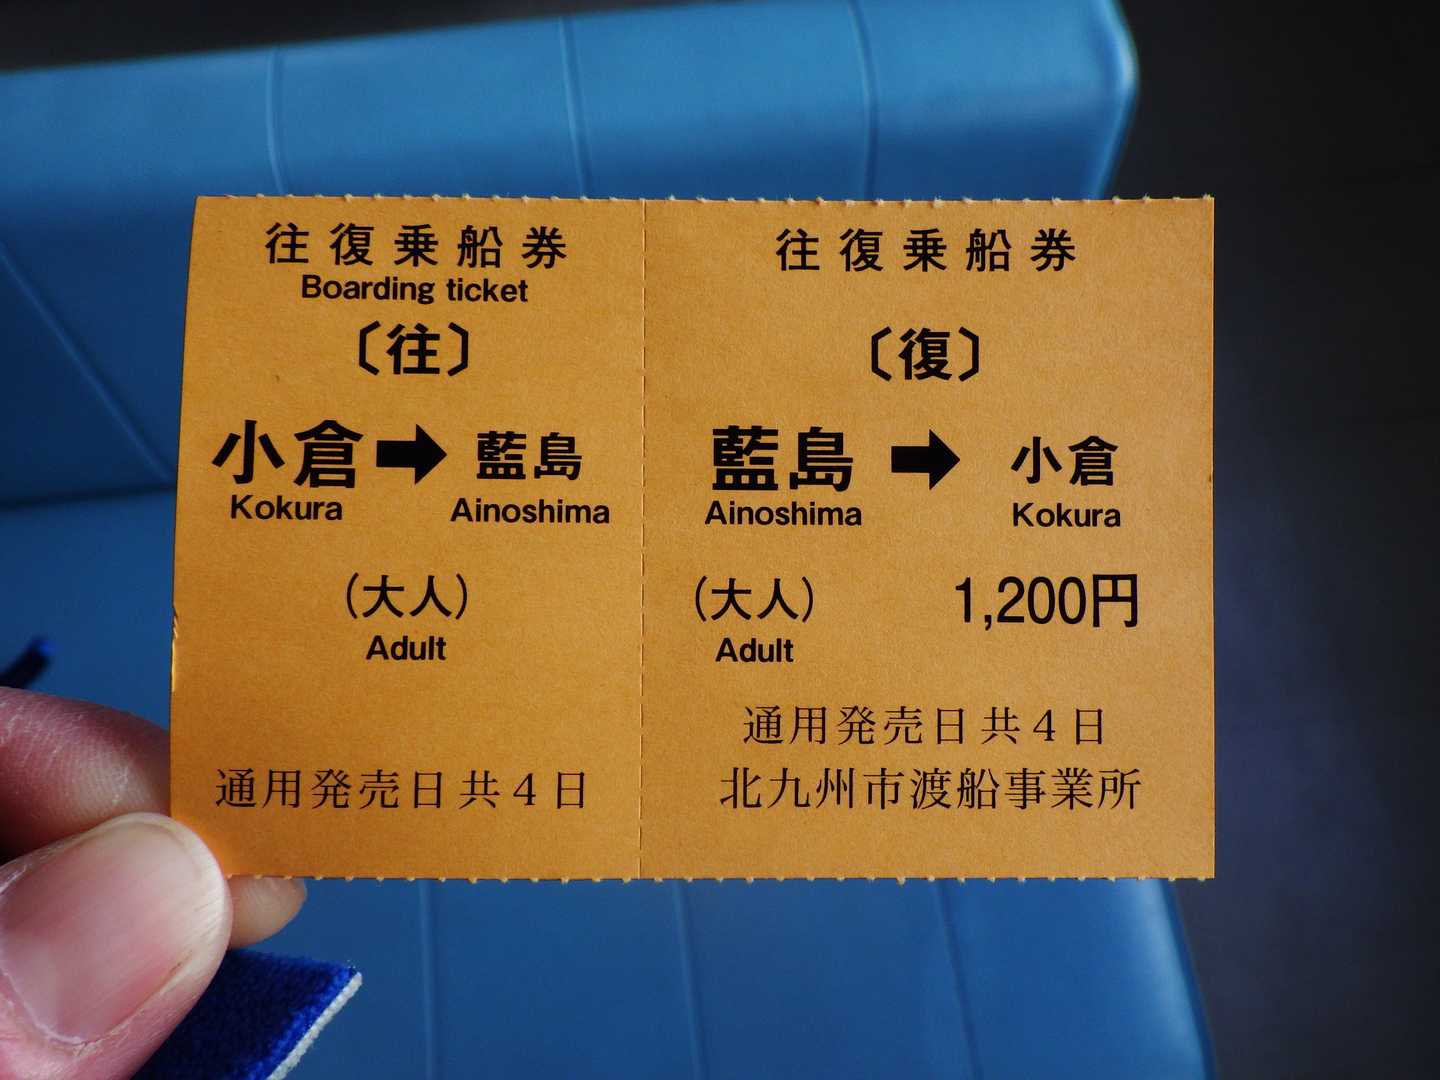 往復乗船券
Boarding ticket
〔往〕
小倉➡藍島
Kokura Ainoshima
(大人)
Adult
通用発売日共4日
往復乗船券
〔復〕
藍島➡小倉
Ainoshima Kokura
(大人) 1,200円
Adult
通用発売日共4日
北九州市渡船事業所